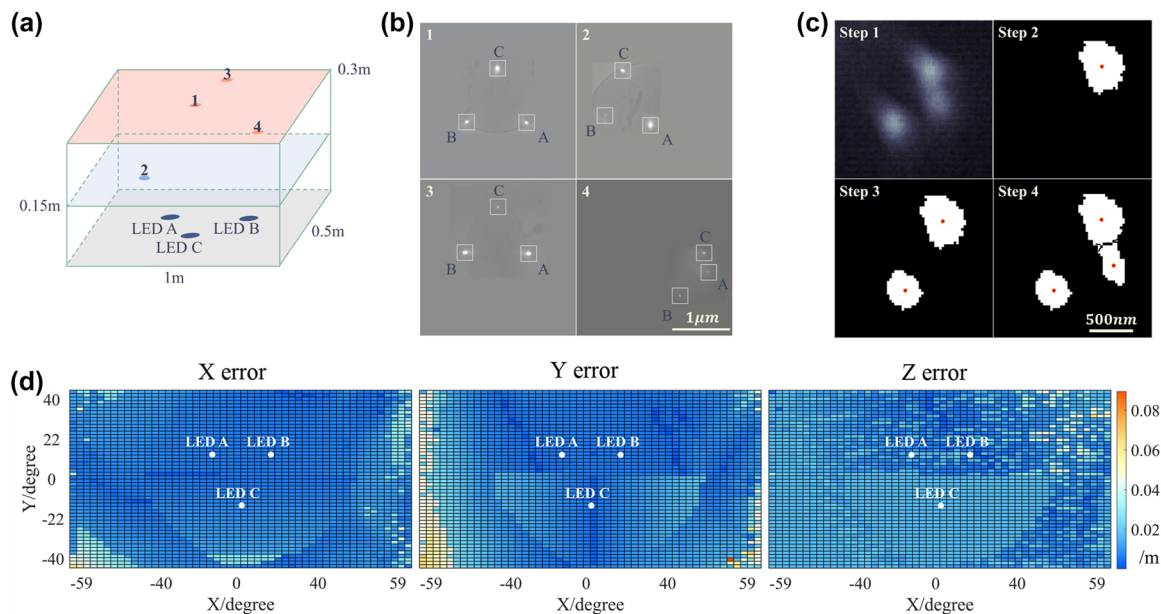 (a)
3
0.3m
1
4
2
0.15m
LED A
LED B
LED C
0.5m
1m
(b)
1
C
B
A
2
C
B
A
3
C
B
A
4
C
A
B
1μm
(c)
Step 1
Step 2
Step 3
Step 4
500nm
(d)
X error
Y error
Z error
40
22
0
-22
-40
Y/degree
LED A
LED B
LED C
LED A
LED B
LED C
LED A
LED B
LED C
0.08
0.06
0.04
0.02
/m
-59
0
40
59
-59
0
40
59
-59
0
40
59
X/degree
X/degree
X/degree